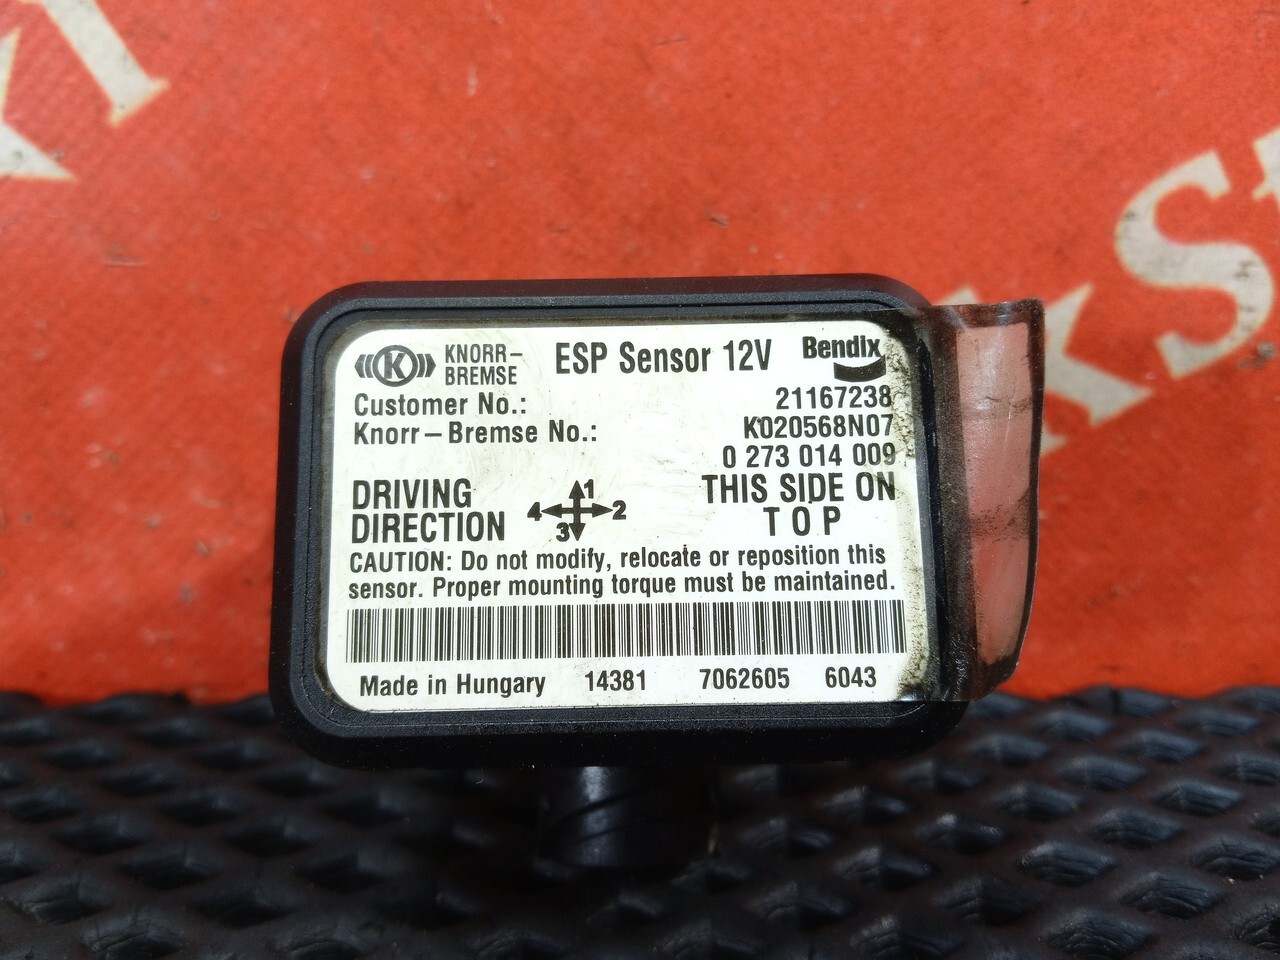 K KNORR-
BREMSE
ESP Sensor 12V
Bendix
Customer No.: 21167238
Knorr-Bremse No.: K020568N07
0 273 014 009
DRIVING
DIRECTION
1
4 2
3
THIS SIDE ON
TOP
CAUTION: Do not modify, relocate or reposition this
sensor. Proper mounting torque must be maintained.
Made in Hungary 14381 7062605 6043